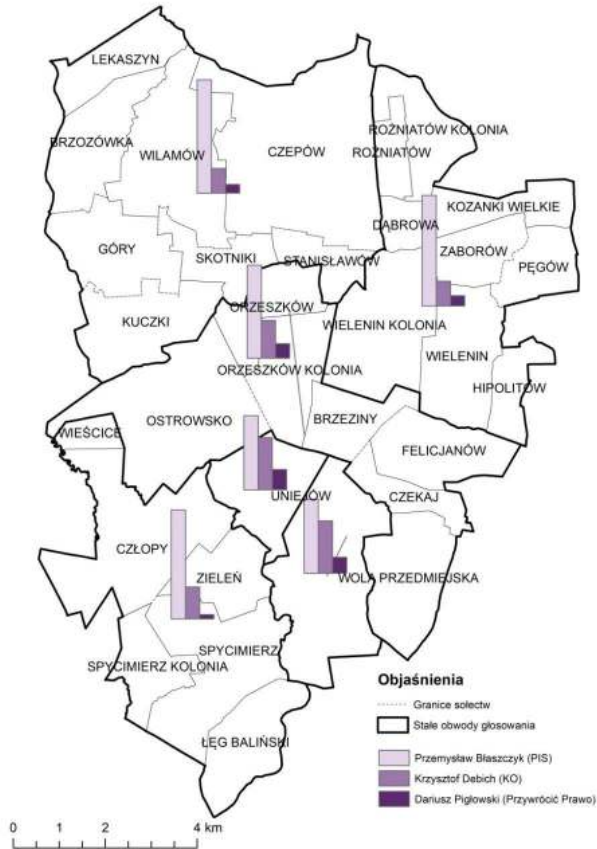 LEKASZYN
BRZOZÓWKA
WILAMÓW
CZEPÓW
ROŻNIATÓW KOLONIA
ROŻNIATÓW
DĄBROWA
KOZANKI WIELKIE
ZABORÓW
PĘGÓW
GÓRY
SKOTNIKI
STANISŁAWÓW
ORZESZKÓW
KUCZKI
WIELENIN KOLONIA
WIELENIN
HIPOLITÓW
ORZESZKÓW KOLONIA
OSTROWSKO
BRZEZINY
WIEŚCICE
FELICJANÓW
UNIEJÓW
CZEKAJ
CZŁOPY
ZIELEŃ
WOLA PRZEDMIEJSKA
SPYCIMIERZ
SPYCIMIERZ KOLONIA
ŁĘG BALIŃSKI
Objaśnienia
Granice sołectw
Stałe obwody głosowania
Przemysław Błaszczyk (PIS)
Krzysztof Debich (KO)
Dariusz Pigłowski (Przywrócić Prawo)
0 1 2 4 km